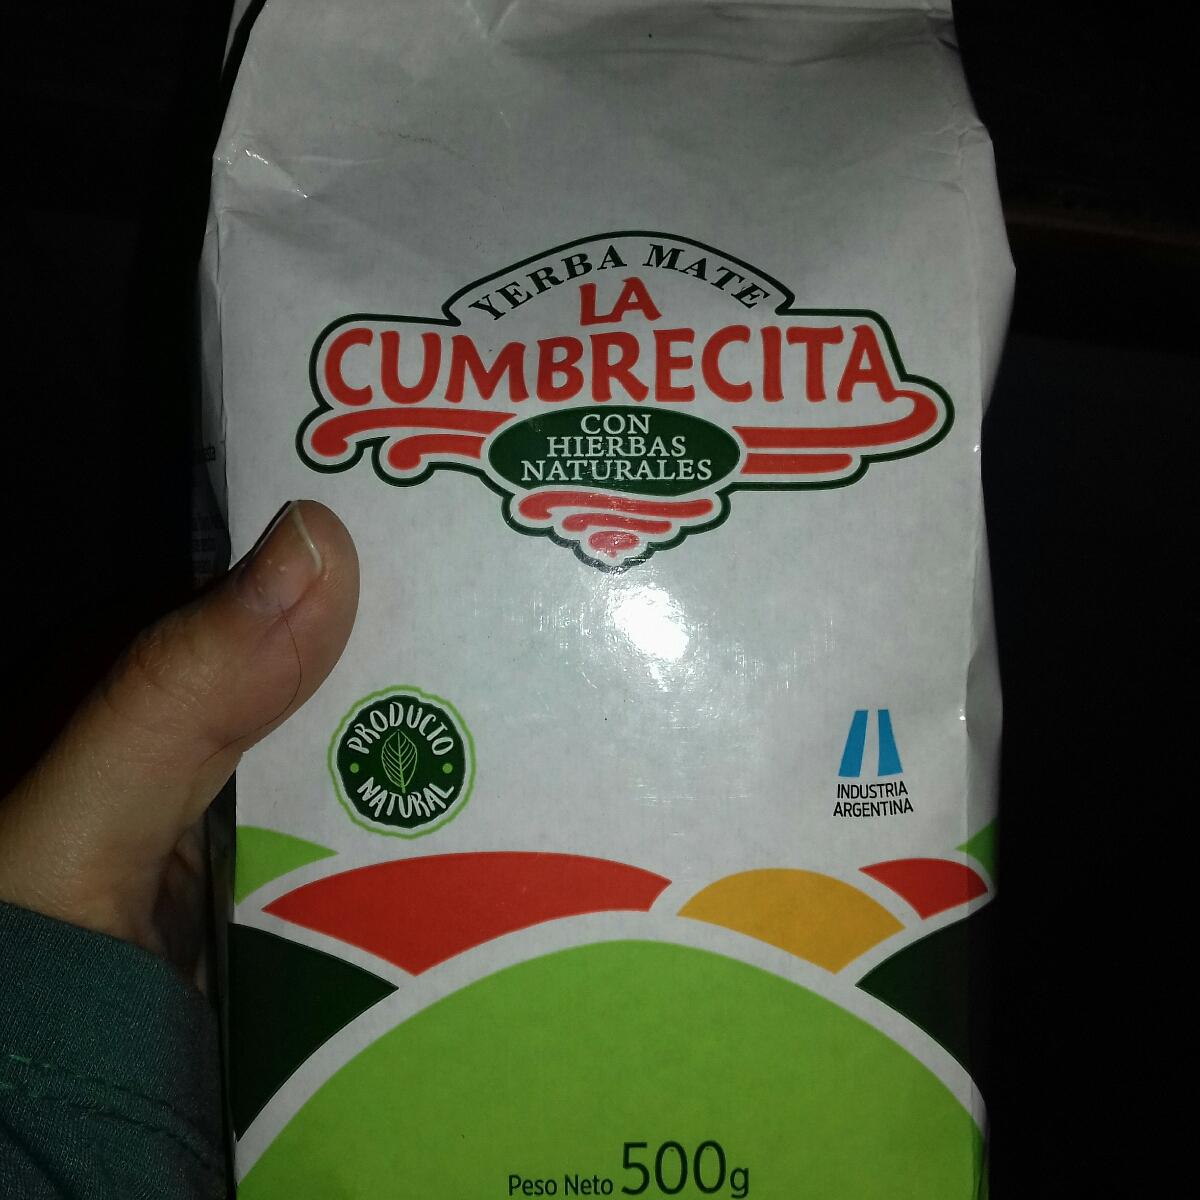 YERBA MATE
LA
CUMBRECITA
CON
HIERBAS
NATURALES
PRODUCTO
NATURAL
INDUSTRIA
ARGENTINA
Peso Neto 500g